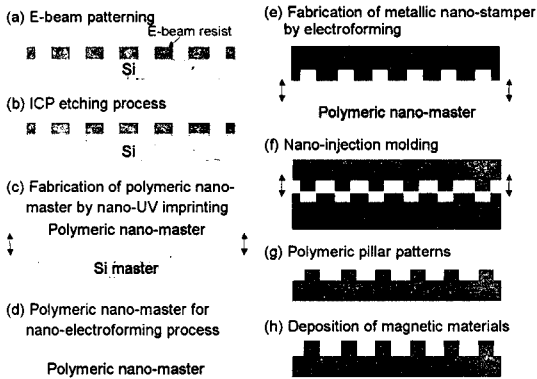 (a) E-beam patterning
E-beam resist
Si
(b) ICP etching process
Si
(c) Fabrication of polymeric nano-
master by nano-UV imprinting
Polymeric nano-master
Si master
(d) Polymeric nano-master for
nano-electroforming process
Polymeric nano-master
(e) Fabrication of metallic nano-stamper
by electroforming
Polymeric nano-master
(f) Nano-injection molding
(g) Polymeric pillar patterns
(h) Deposition of magnetic materials